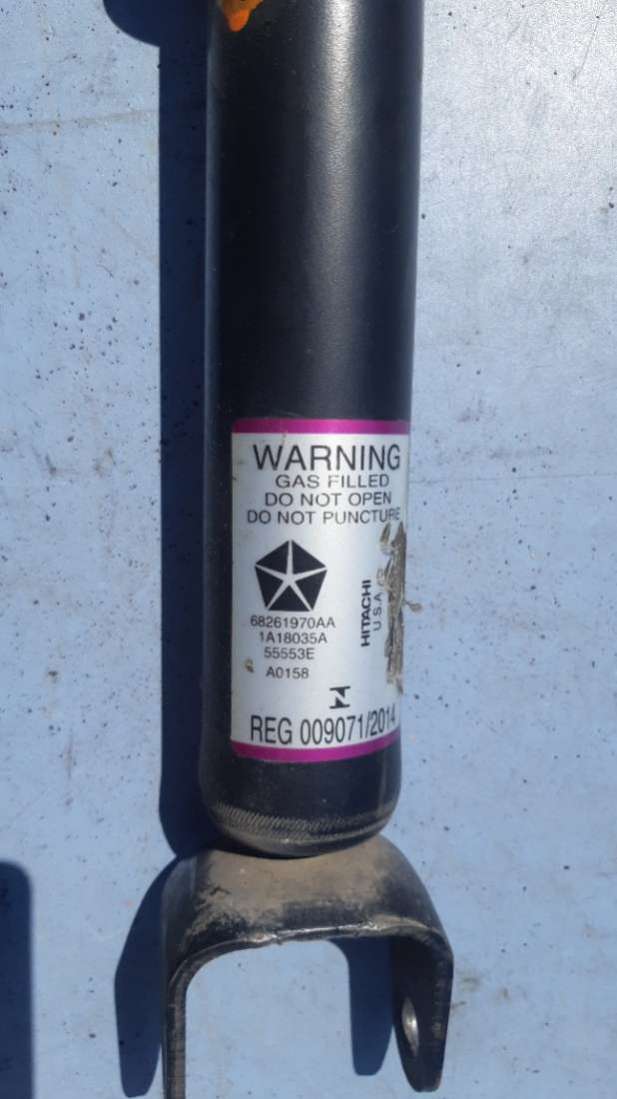 WARNING
GAS FILLED
DO NOT OPEN
DO NOT PUNCTURE
68261970AA
1A18035A
55553E
A0158
HITACHI
U.S.A.
N
REG 009071/2014